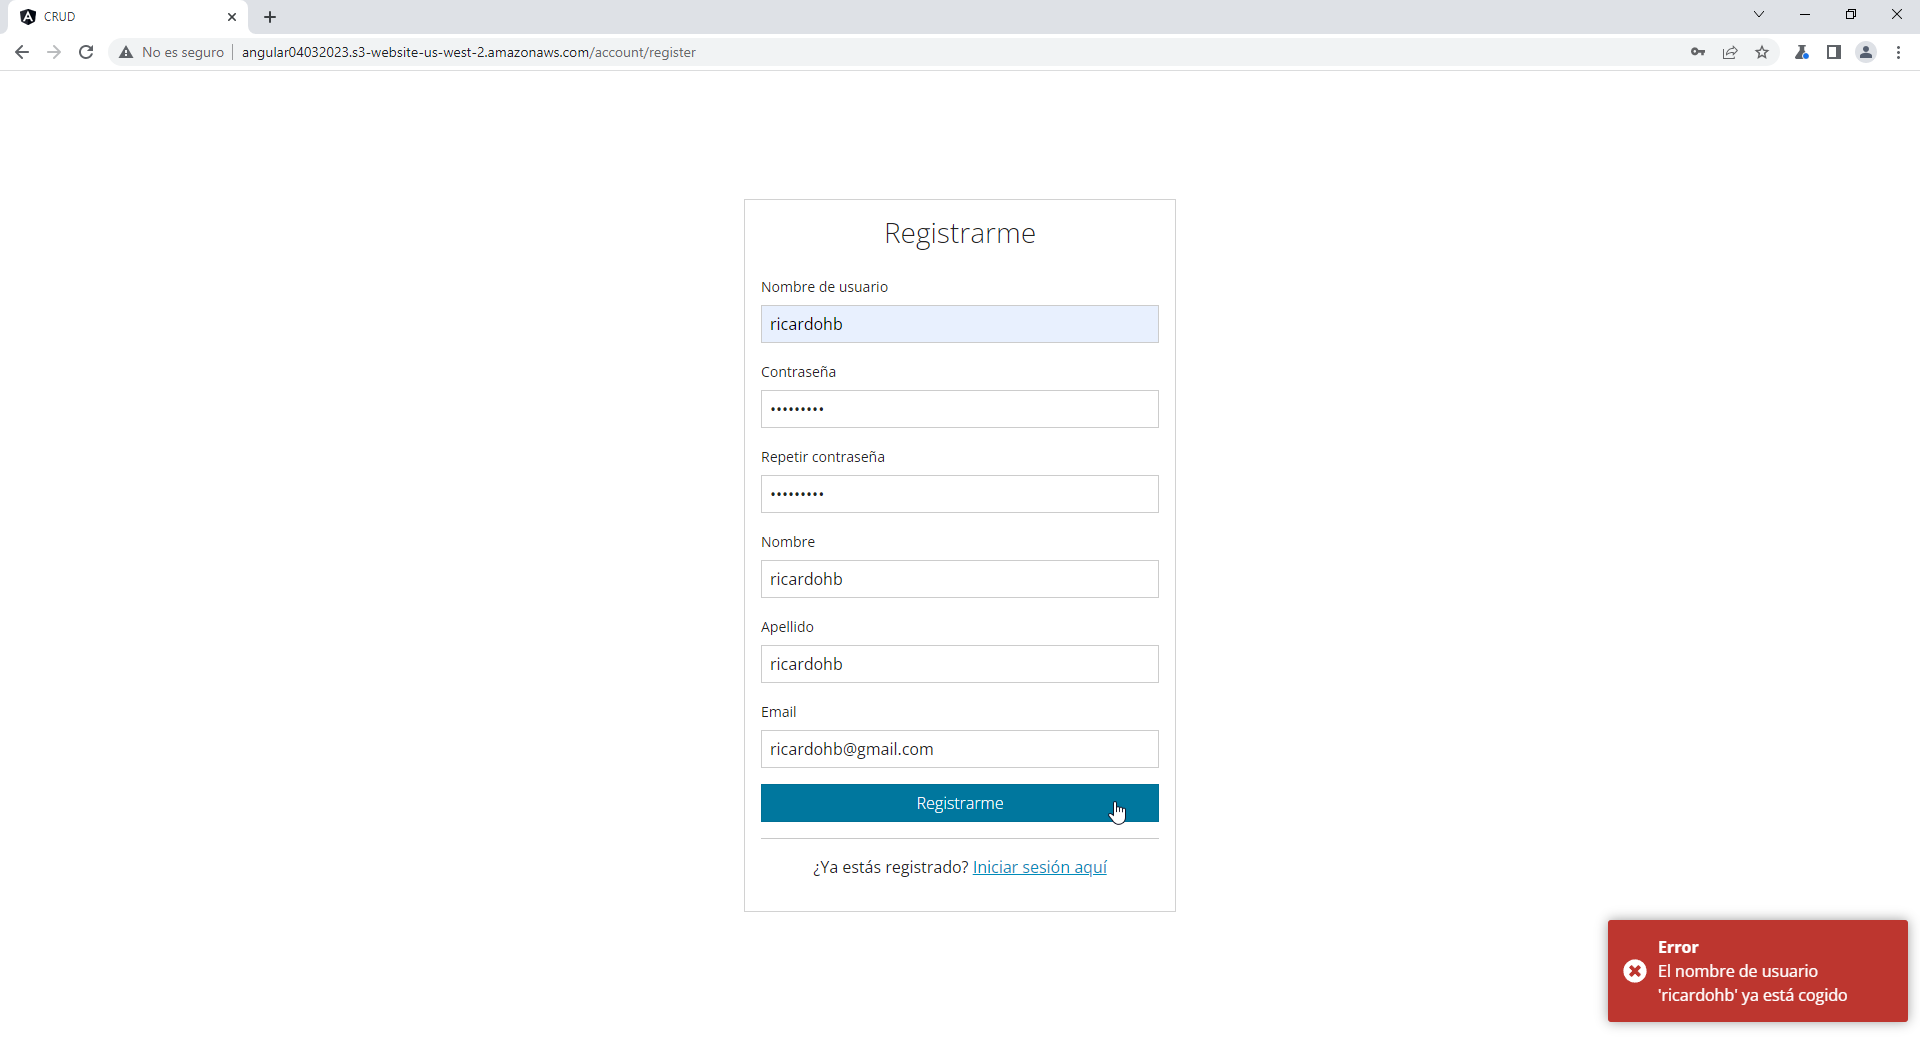 CRUD
No es seguro
angular04032023.s3-website-us-west-2.amazonaws.com/account/register
Registrarme
Nombre de usuario
ricardohb
Contraseña
•••••••••
Repetir contraseña
•••••••••
Nombre
ricardohb
Apellido
ricardohb
Email
ricardohb@gmail.com
Registrarme
¿Ya estás registrado? Iniciar sesión aquí
Error
El nombre de usuario
'ricardohb' ya está cogido